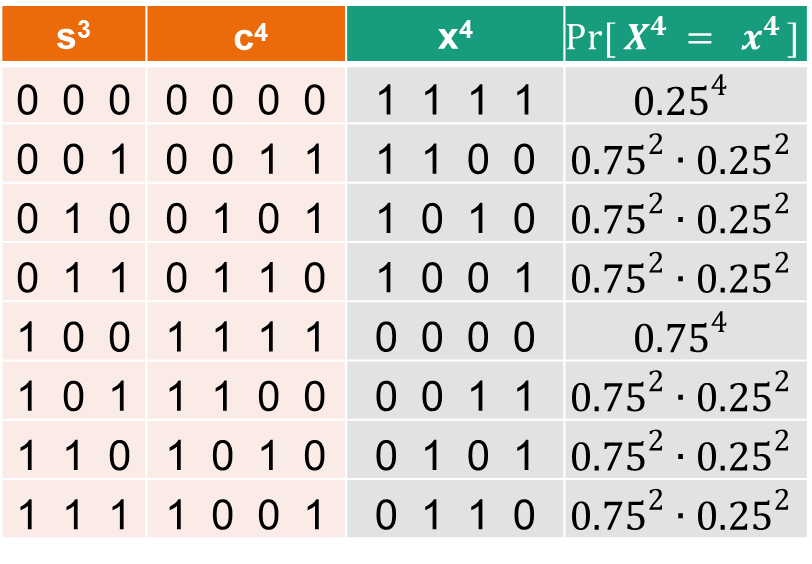 s³ c⁴ x⁴ Pr[ X⁴ = x⁴ ]
0 0 0 0 0 0 0 1 1 1 1 0.25⁴
0 0 1 0 0 1 1 1 1 0 0 0.75² · 0.25²
0 1 0 0 1 0 1 1 0 1 0 0.75² · 0.25²
0 1 1 0 1 1 0 1 0 0 1 0.75² · 0.25²
1 0 0 1 1 1 1 0 0 0 0 0.75⁴
1 0 1 1 1 0 0 0 0 1 1 0.75² · 0.25²
1 1 0 1 0 1 0 0 1 0 1 0.75² · 0.25²
1 1 1 1 0 0 1 0 1 1 0 0.75² · 0.25²